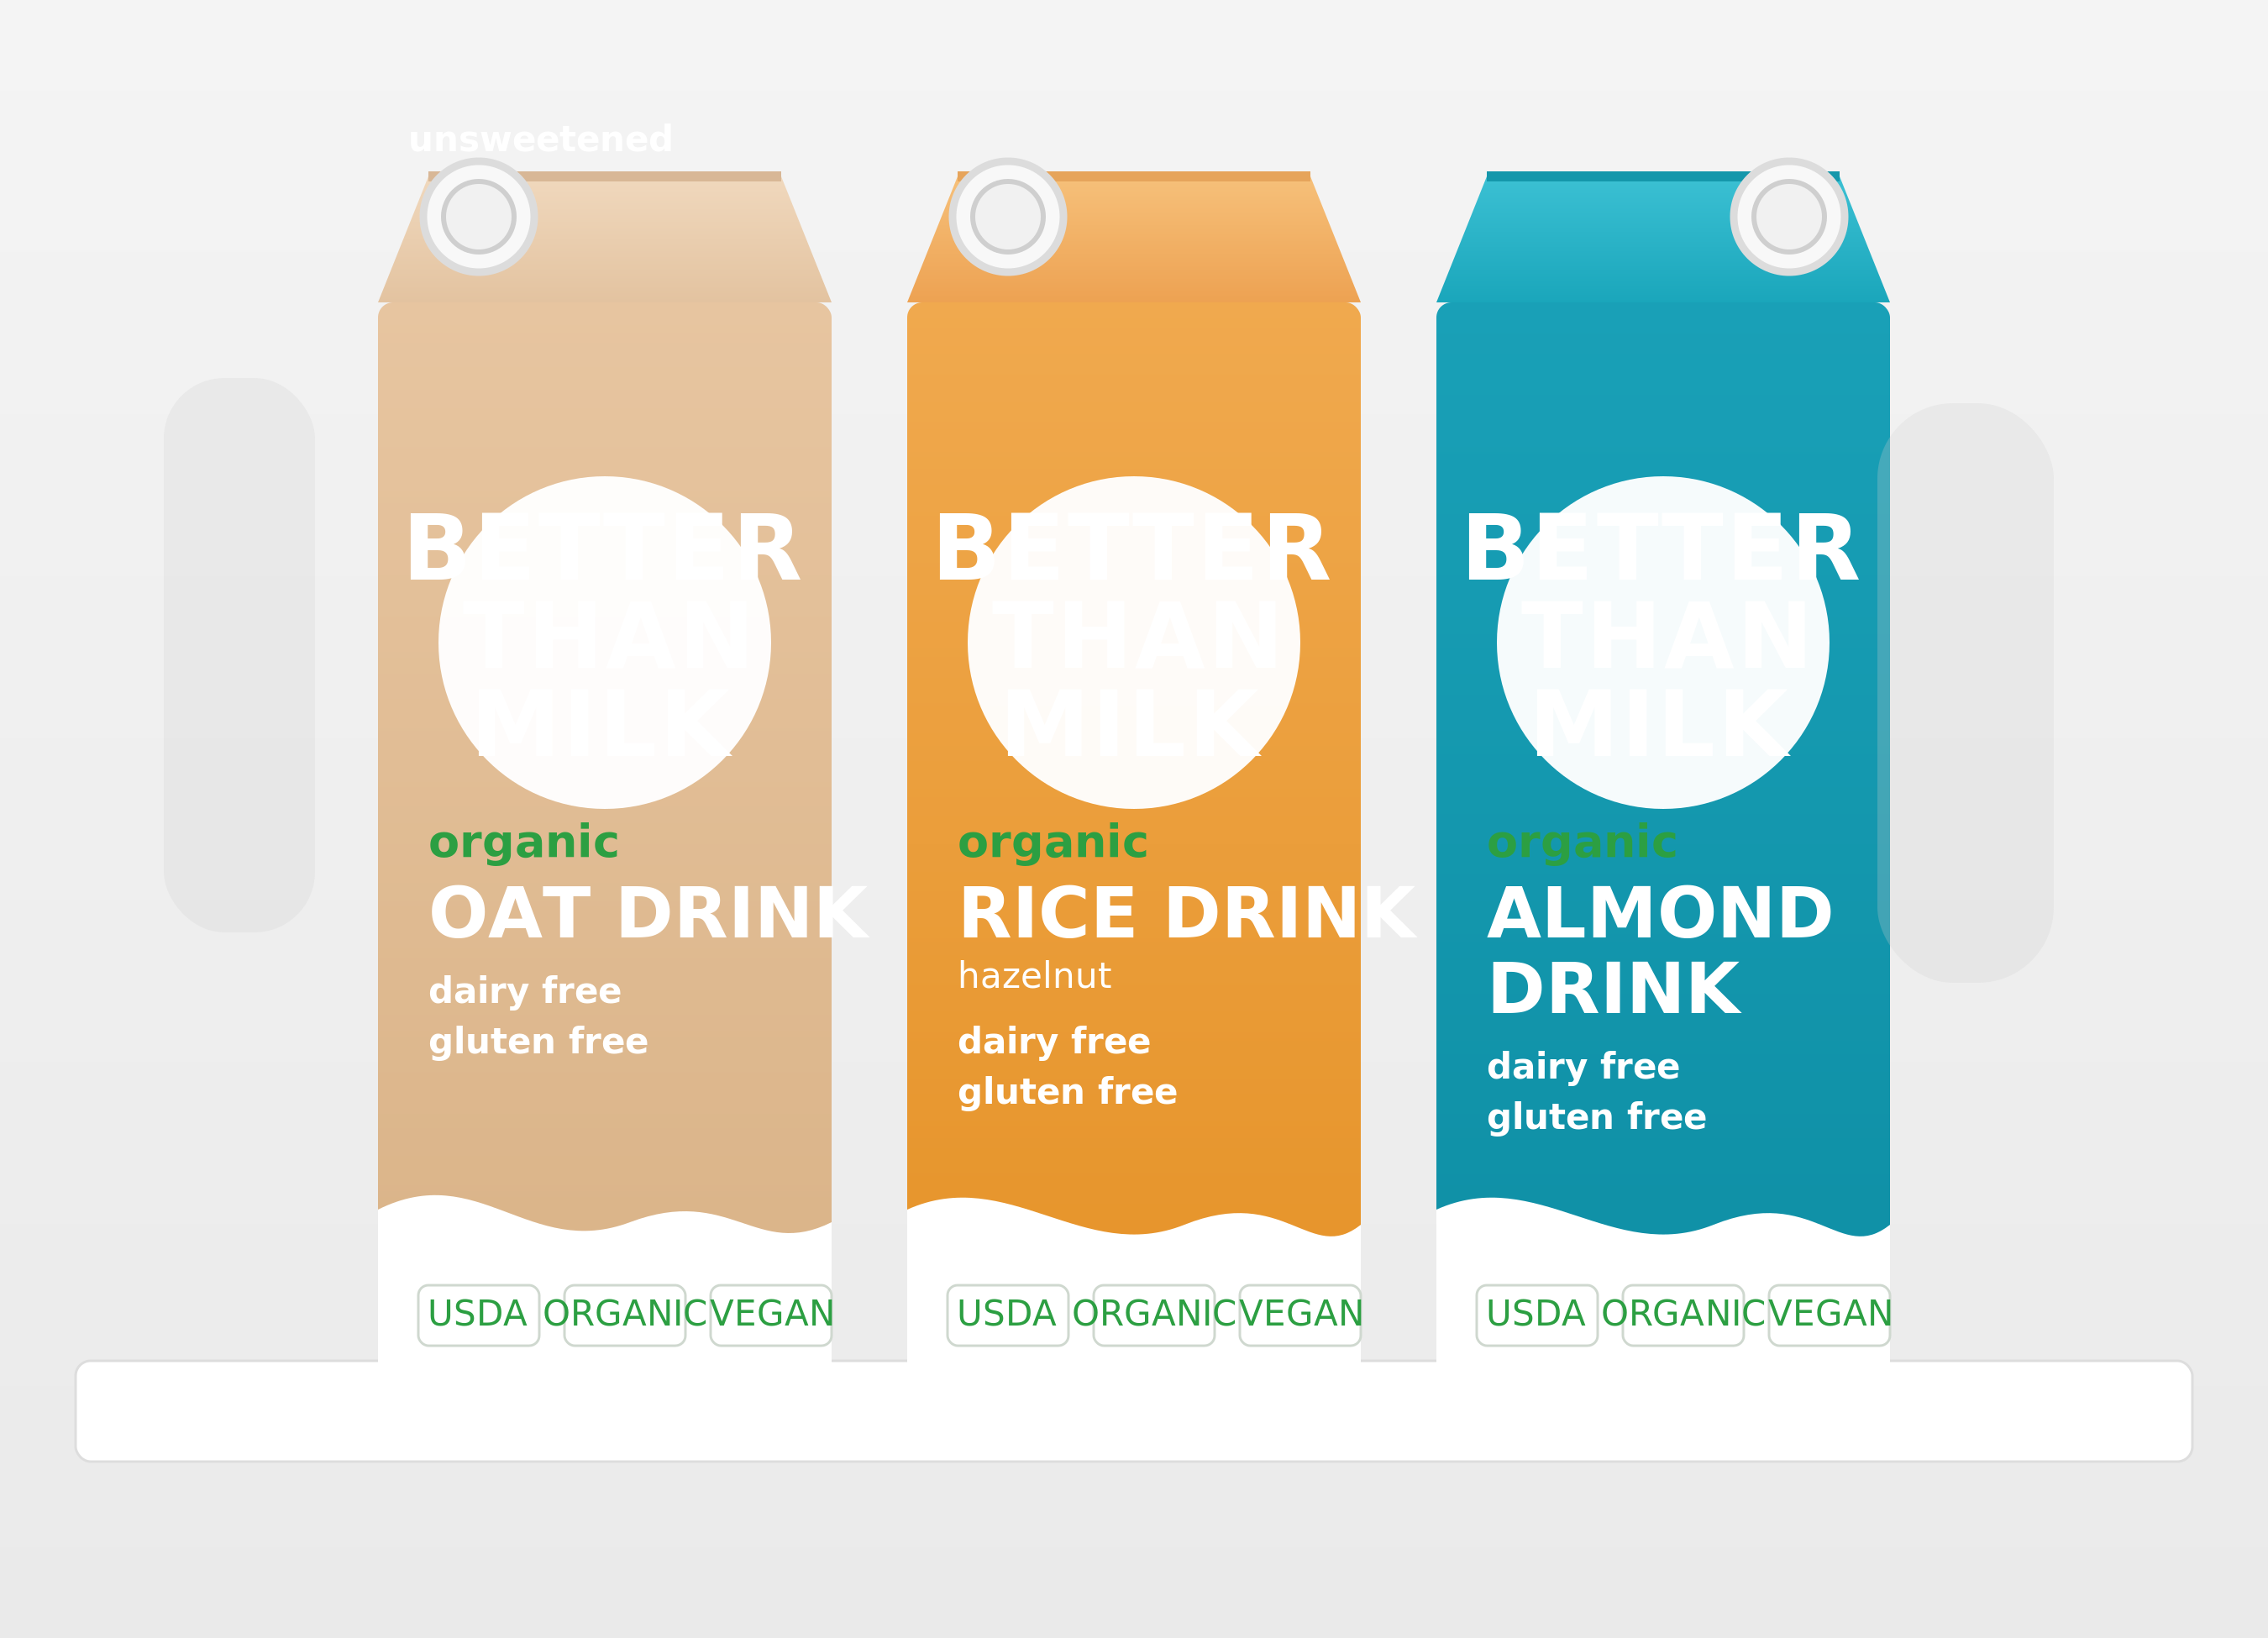 unsweetened
BETTER
THAN
MILK
organic
OAT DRINK
dairy free
gluten free
USDA ORGANIC VEGAN
BETTER
THAN
MILK
organic
RICE DRINK
hazelnut
dairy free
gluten free
USDA ORGANIC VEGAN
BETTER
THAN
MILK
organic
ALMOND
DRINK
dairy free
gluten free
USDA ORGANIC VEGAN